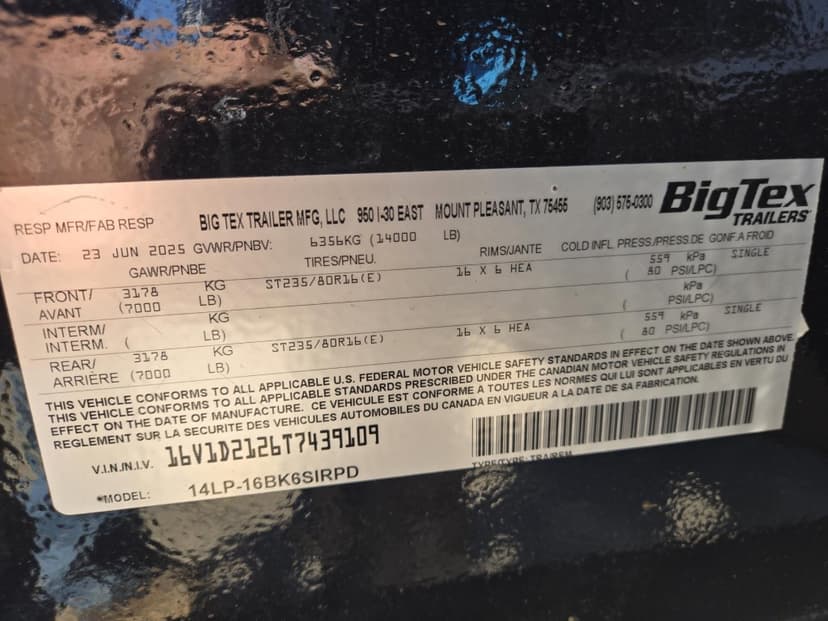 BigTex
TRAILERS
RESP MFR/FAB RESP BIG TEX TRAILER MFG, LLC 950 I-30 EAST MOUNT PLEASANT, TX 75455 (903) 575-0300
DATE: 23 JUN 2025 GVWR/PNBV: 6356KG (14000 LB)
GAWR/PNBE TIRES/PNEU. RIMS/JANTE COLD INFL. PRESS./PRESS.DE GONF.A FROID
FRONT/ 3178 KG ST235/80R16(E) 16 X 6 HEA 559 kPa SINGLE
AVANT (7000 LB) ( 80 PSI/LPC)
INTERM/ KG kPa
INTERM. ( LB) ( PSI/LPC)
REAR/ 3178 KG ST235/80R16(E) 16 X 6 HEA 559 kPa SINGLE
ARRIÈRE (7000 LB) ( 80 PSI/LPC)
THIS VEHICLE CONFORMS TO ALL APPLICABLE U.S. FEDERAL MOTOR VEHICLE SAFETY STANDARDS IN EFFECT ON THE DATE SHOWN ABOVE.
THIS VEHICLE CONFORMS TO ALL APPLICABLE STANDARDS PRESCRIBED UNDER THE CANADIAN MOTOR VEHICLE SAFETY REGULATIONS IN
EFFECT ON THE DATE OF MANUFACTURE. CE VEHICULE EST CONFORME A TOUTES LES NORMES QUI LUI SONT APPLICABLES EN VERTU DU
REGLEMENT SUR LA SECURITE DES VEHICULES AUTOMOBILES DU CANADA EN VIGUEUR A LA DATE DE SA FABRICATION.
V.I.N./N.I.V. 16V1D2126T7439109
*MODEL: 14LP-16BK6SIRPD TYPE/TYPE: TRA/REM